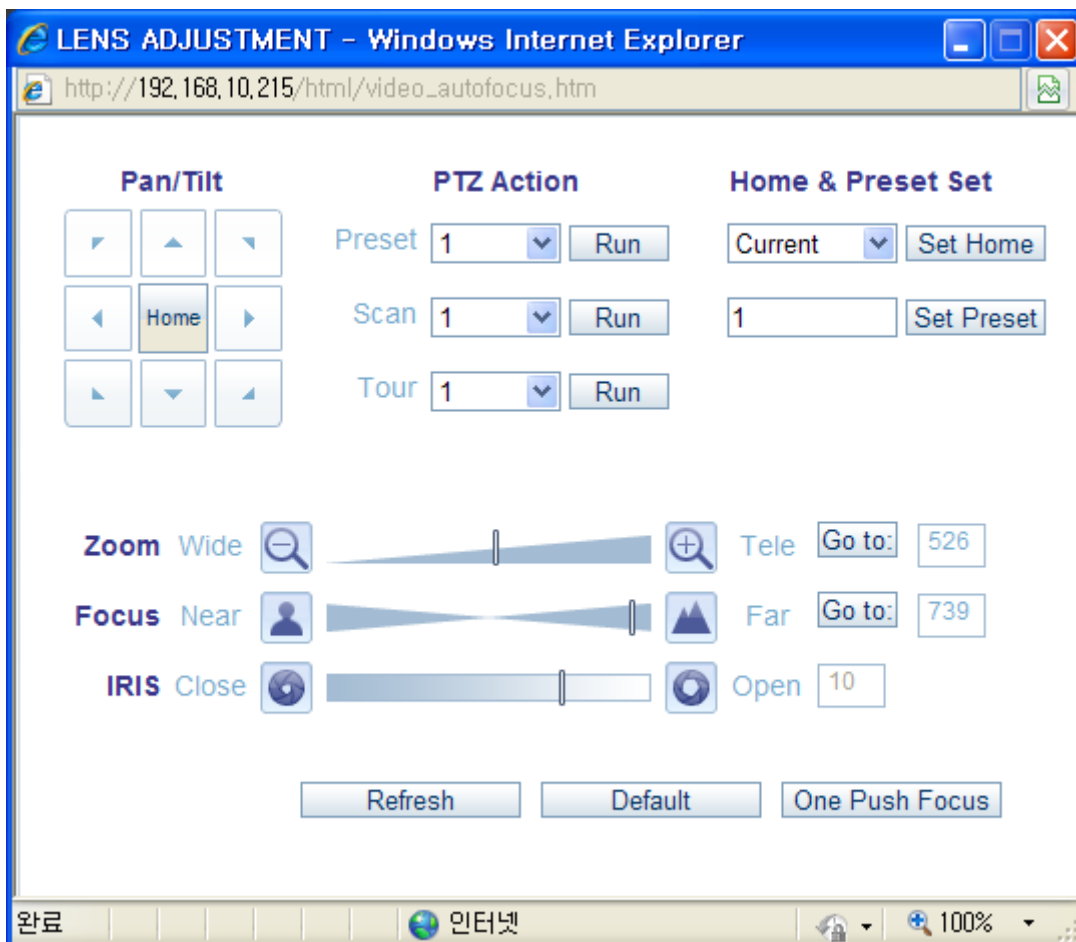 LENS ADJUSTMENT - Windows Internet Explorer
http://192,168,10,215/html/video_autofocus,htm
Pan/Tilt PTZ Action Home & Preset Set
Preset 1 Run Current Set Home
Home Scan 1 Run 1 Set Preset
Tour 1 Run
Zoom Wide Tele Go to: 526
Focus Near Far Go to: 739
IRIS Close Open 10
Refresh Default One Push Focus
완료 인터넷 100%